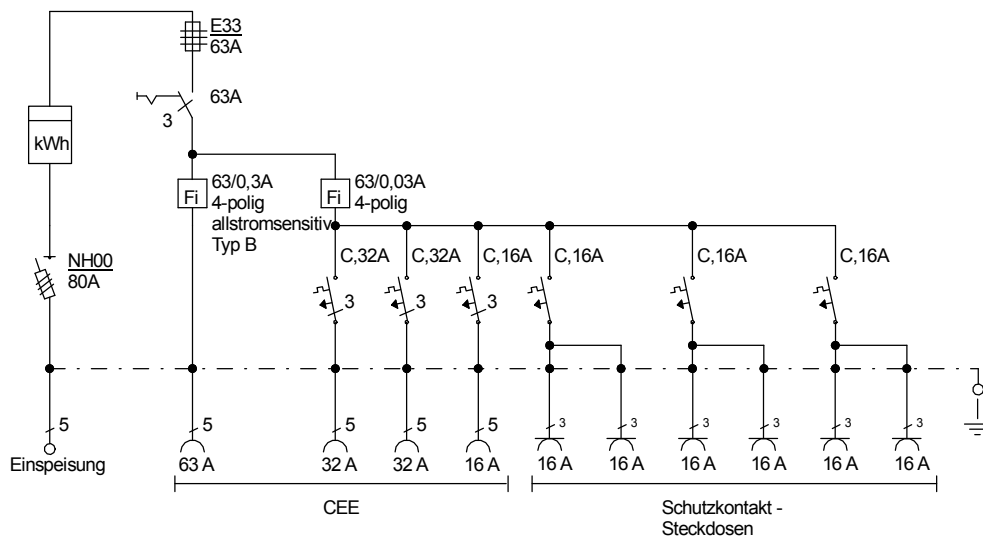 E33
63A
63A
3
kWh
Fi
63/0,3A
4-polig
allstromsensitiv
Typ B
Fi
63/0,03A
4-polig
NH00
80A
C,32A
C,32A
C,16A
C,16A
C,16A
C,16A
3
3
3
5
5
5
5
5
3
3
3
3
3
3
Einspeisung
63 A
32 A
32 A
16 A
16 A
16 A
16 A
16 A
16 A
16 A
CEE
Schutzkontakt -
Steckdosen